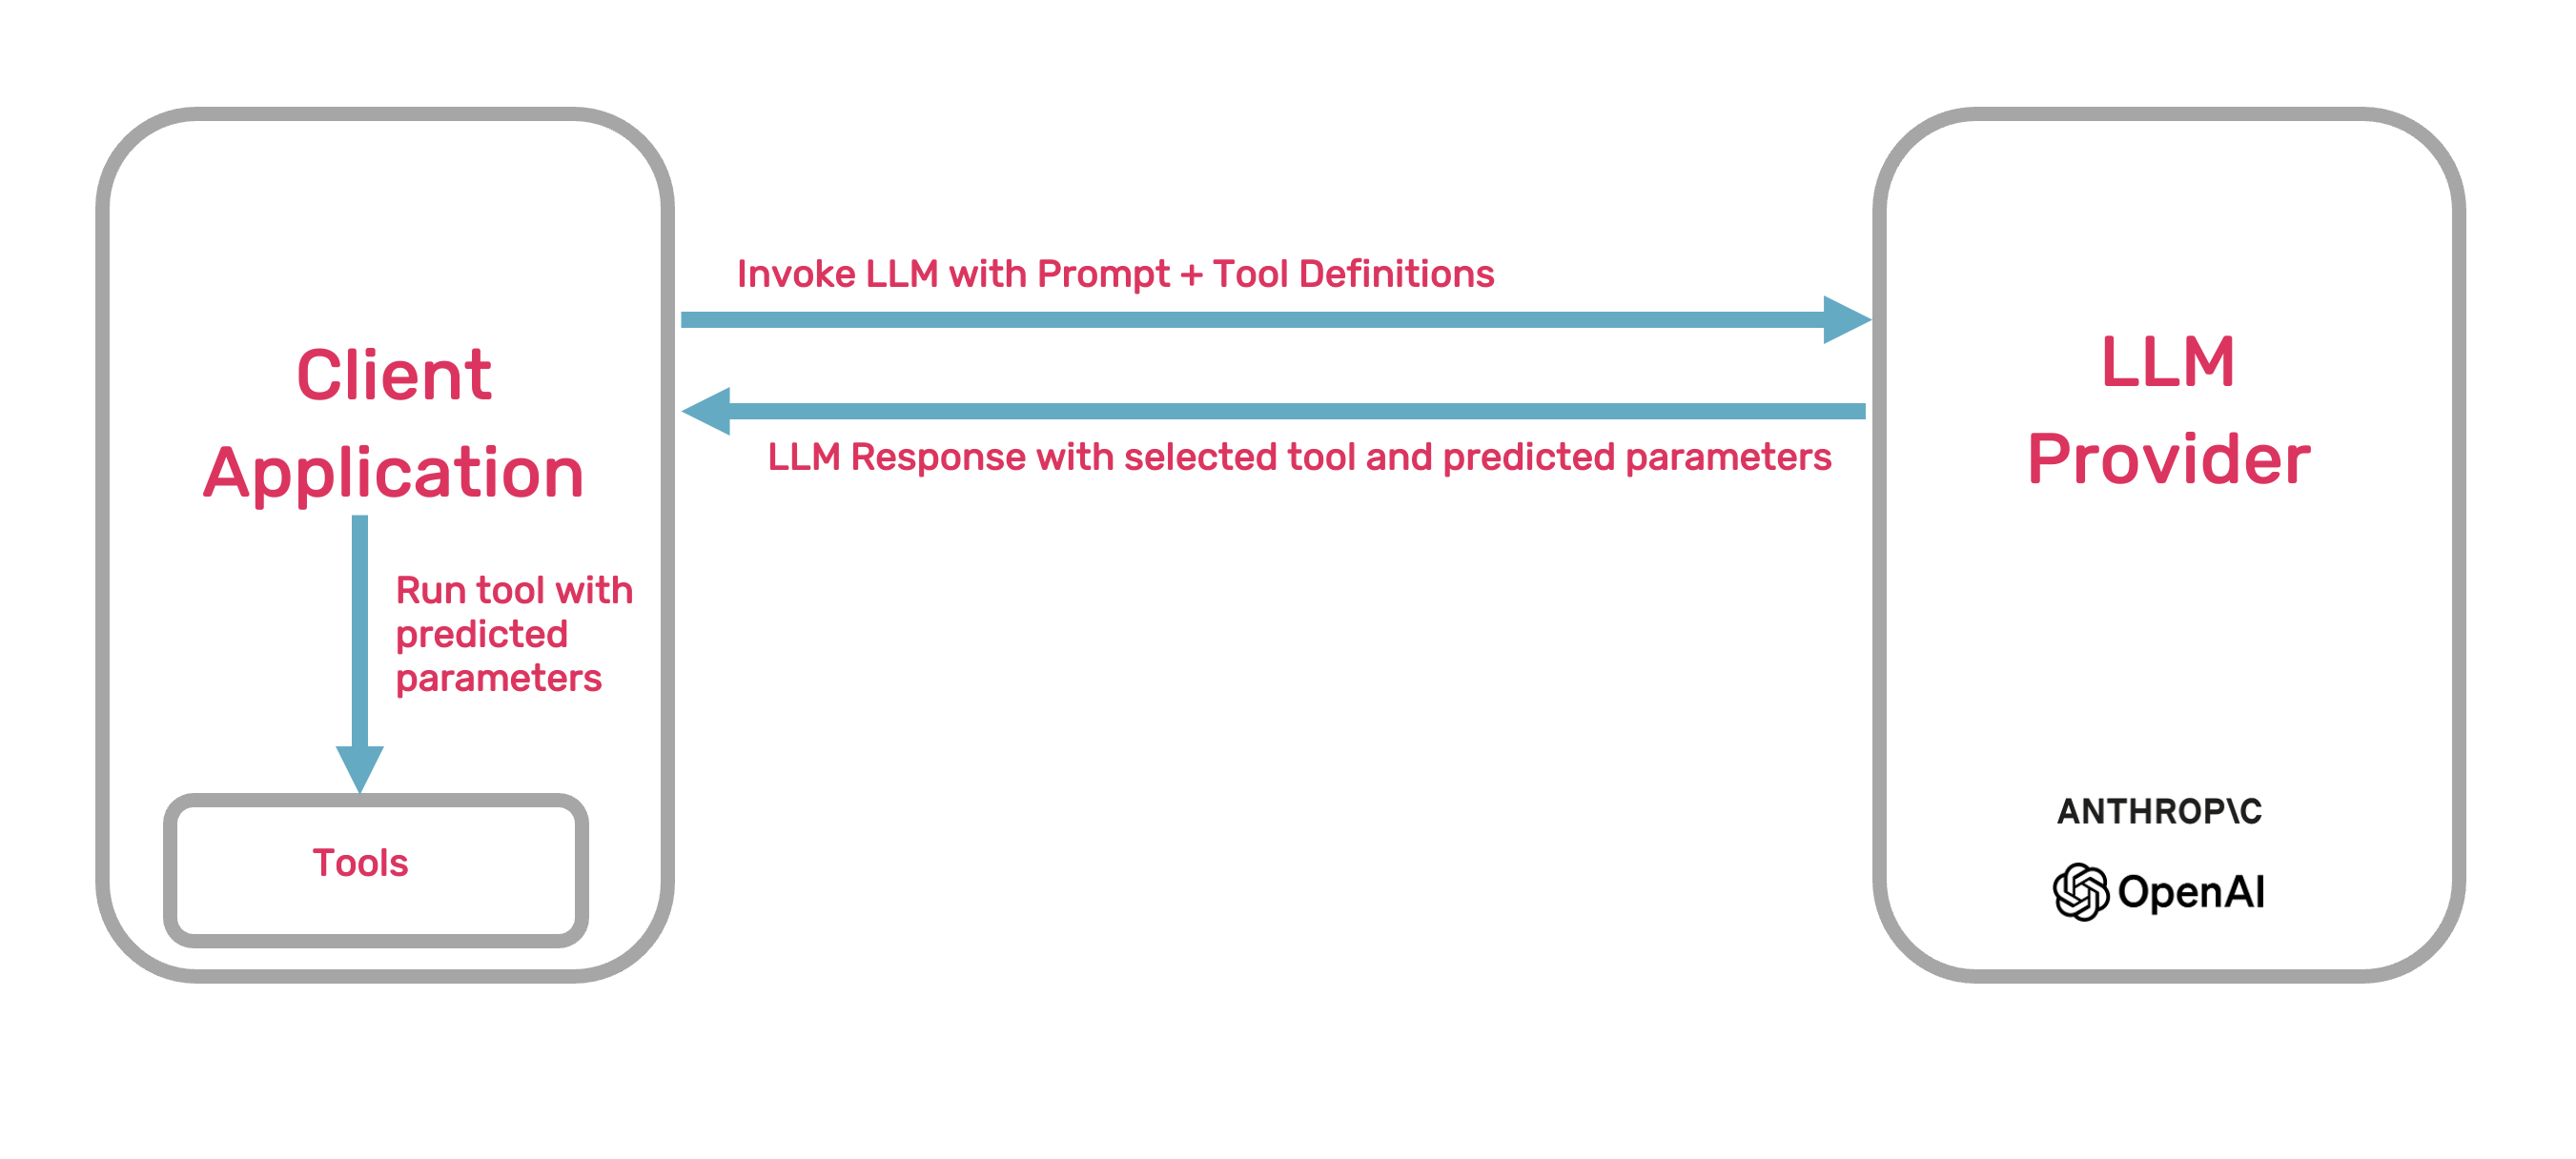 Invoke LLM with Prompt + Tool Definitions
Client
Application
LLM
Provider
LLM Response with selected tool and predicted parameters
Run tool with
predicted
parameters
Tools
ANTHROP\C
OpenAI